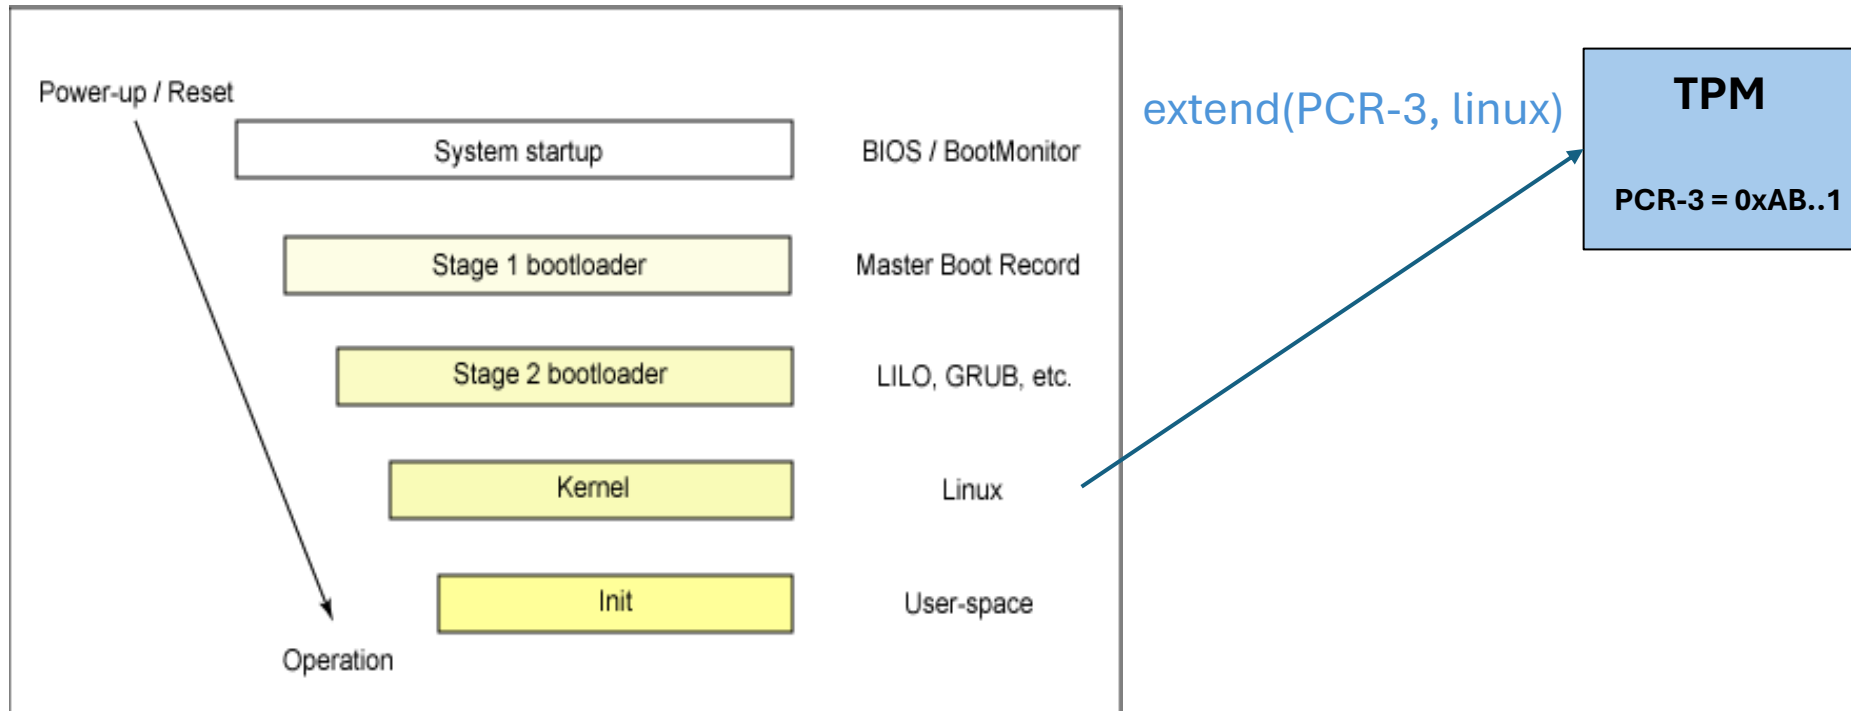 Power-up / Reset
System startup
BIOS / BootMonitor
Stage 1 bootloader
Master Boot Record
Stage 2 bootloader
LILO, GRUB, etc.
Kernel
Linux
Init
User-space
Operation
extend(PCR-3, linux)
TPM
PCR-3 = 0xAB..1